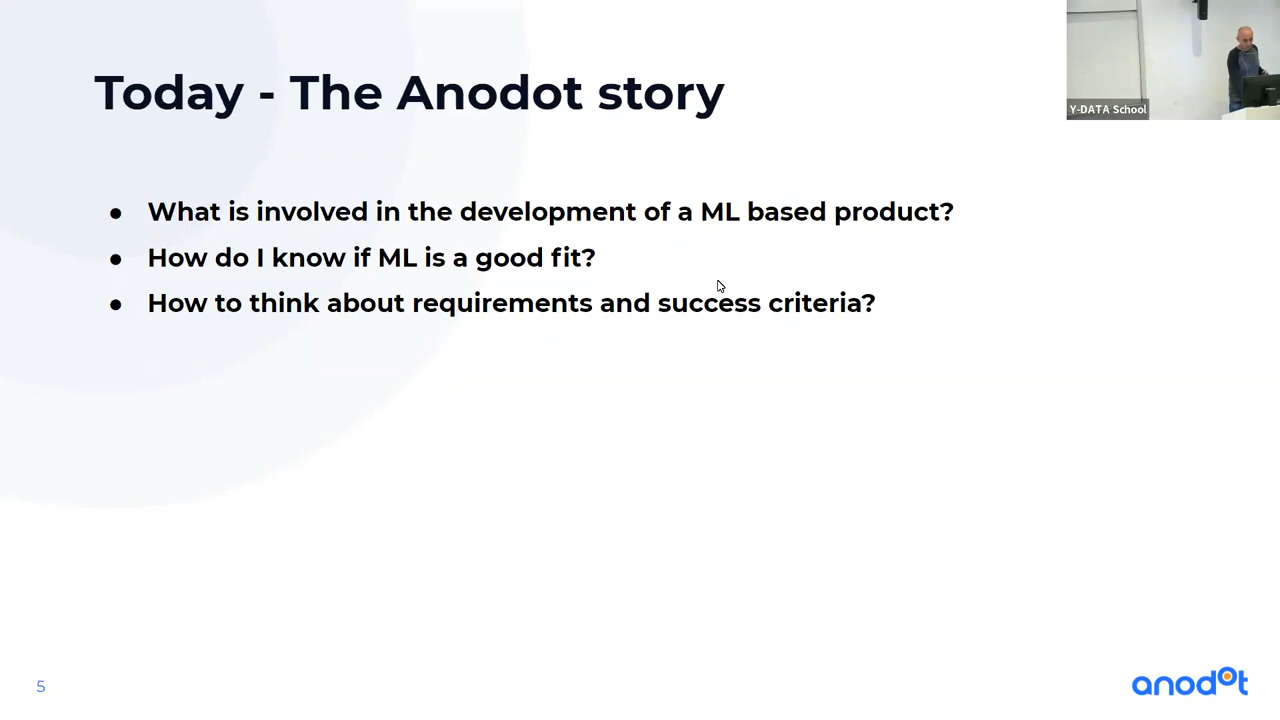 Today - The Anodot story
Y-DATA School
● What is involved in the development of a ML based product?
● How do I know if ML is a good fit?
● How to think about requirements and success criteria?
5
anodot